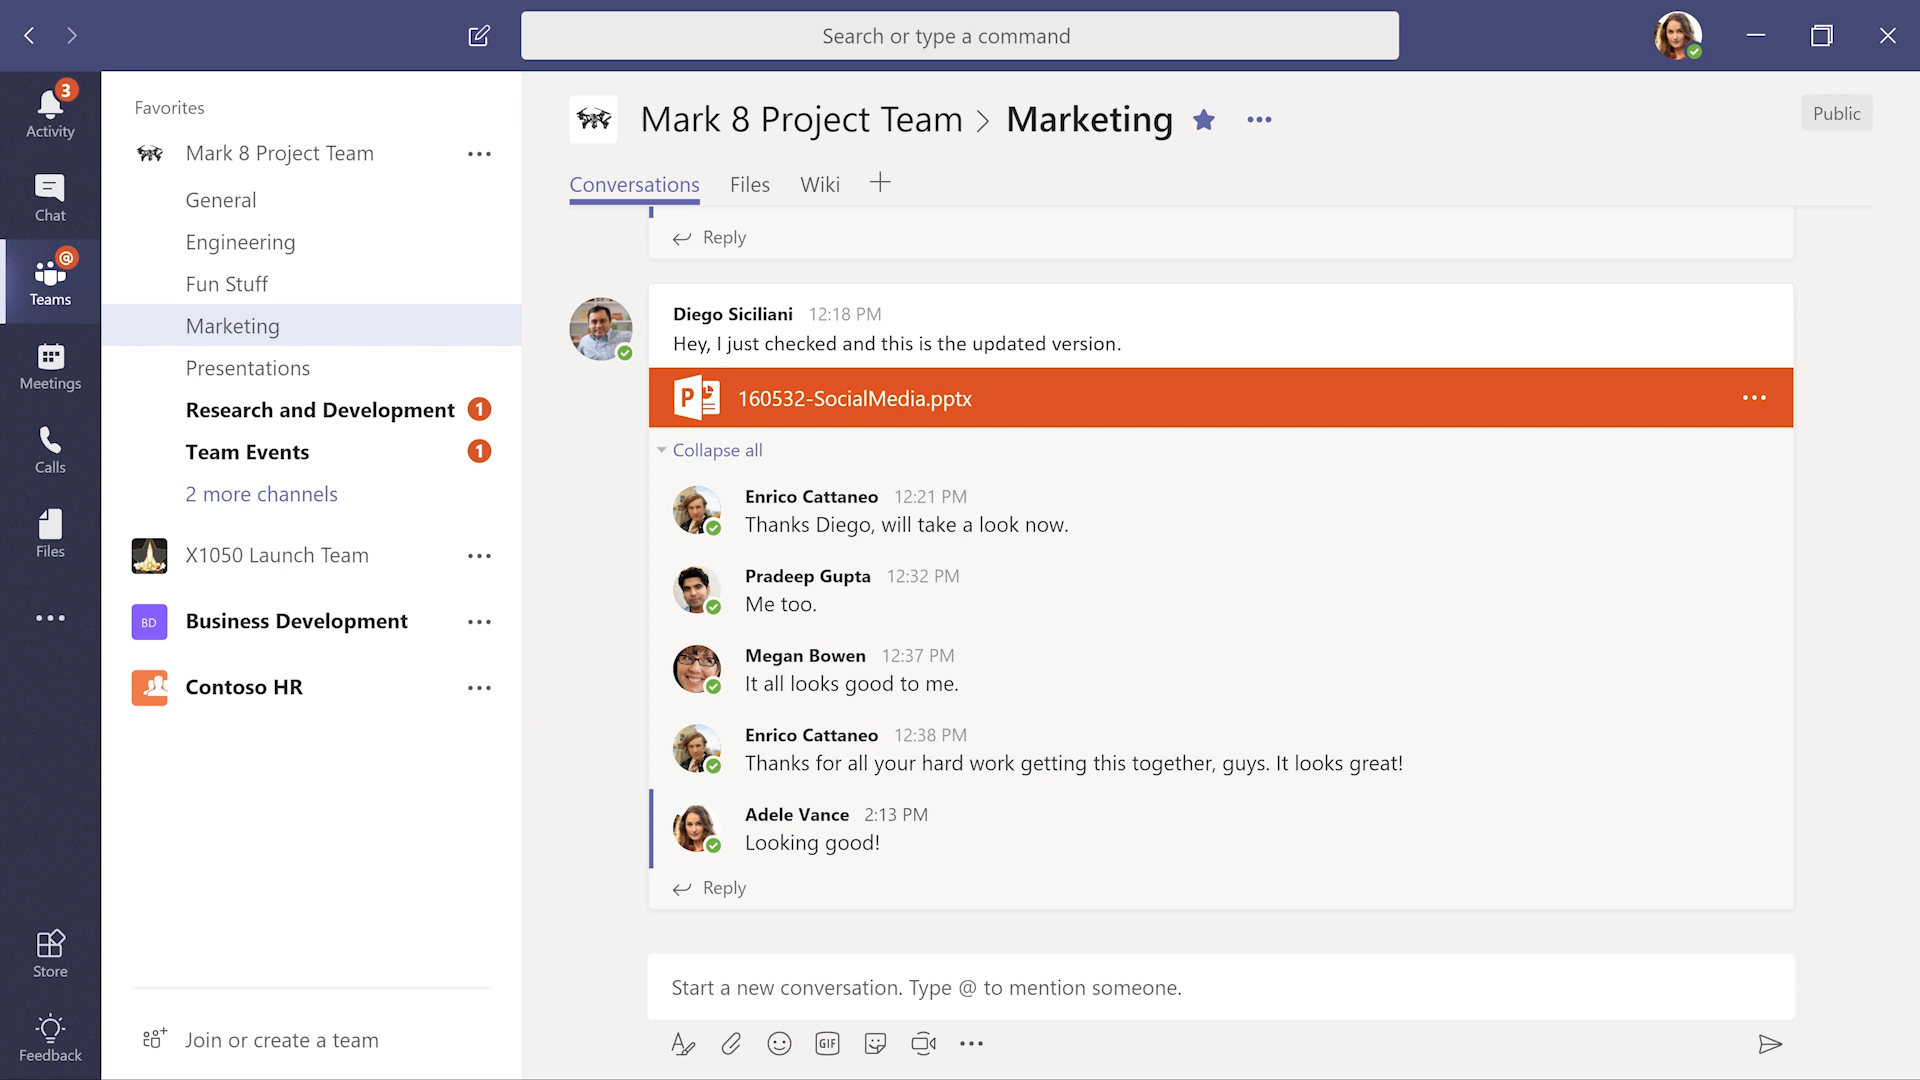 Search or type a command
3
Activity
Chat
@
Teams
Meetings
Calls
Files
Store
Feedback
Favorites
Mark 8 Project Team
General
Engineering
Fun Stuff
Marketing
Presentations
Research and Development 1
Team Events 1
2 more channels
X1050 Launch Team
BD Business Development
Contoso HR
Join or create a team
Mark 8 Project Team > Marketing
Public
Conversations Files Wiki
Reply
Diego Siciliani 12:18 PM
Hey, I just checked and this is the updated version.
P 160532-SocialMedia.pptx
Collapse all
Enrico Cattaneo 12:21 PM
Thanks Diego, will take a look now.
Pradeep Gupta 12:32 PM
Me too.
Megan Bowen 12:37 PM
It all looks good to me.
Enrico Cattaneo 12:38 PM
Thanks for all your hard work getting this together, guys. It looks great!
Adele Vance 2:13 PM
Looking good!
Reply
Start a new conversation. Type @ to mention someone.
GIF